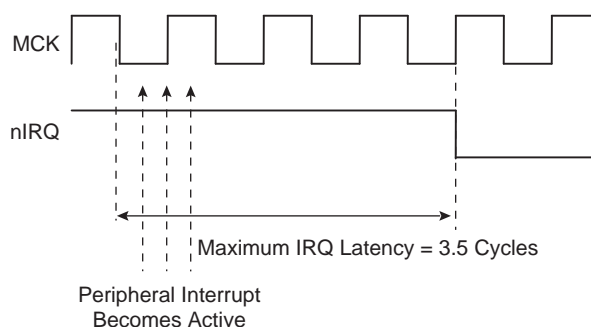 MCK
nIRQ
Maximum IRQ Latency = 3.5 Cycles
Peripheral Interrupt
Becomes Active